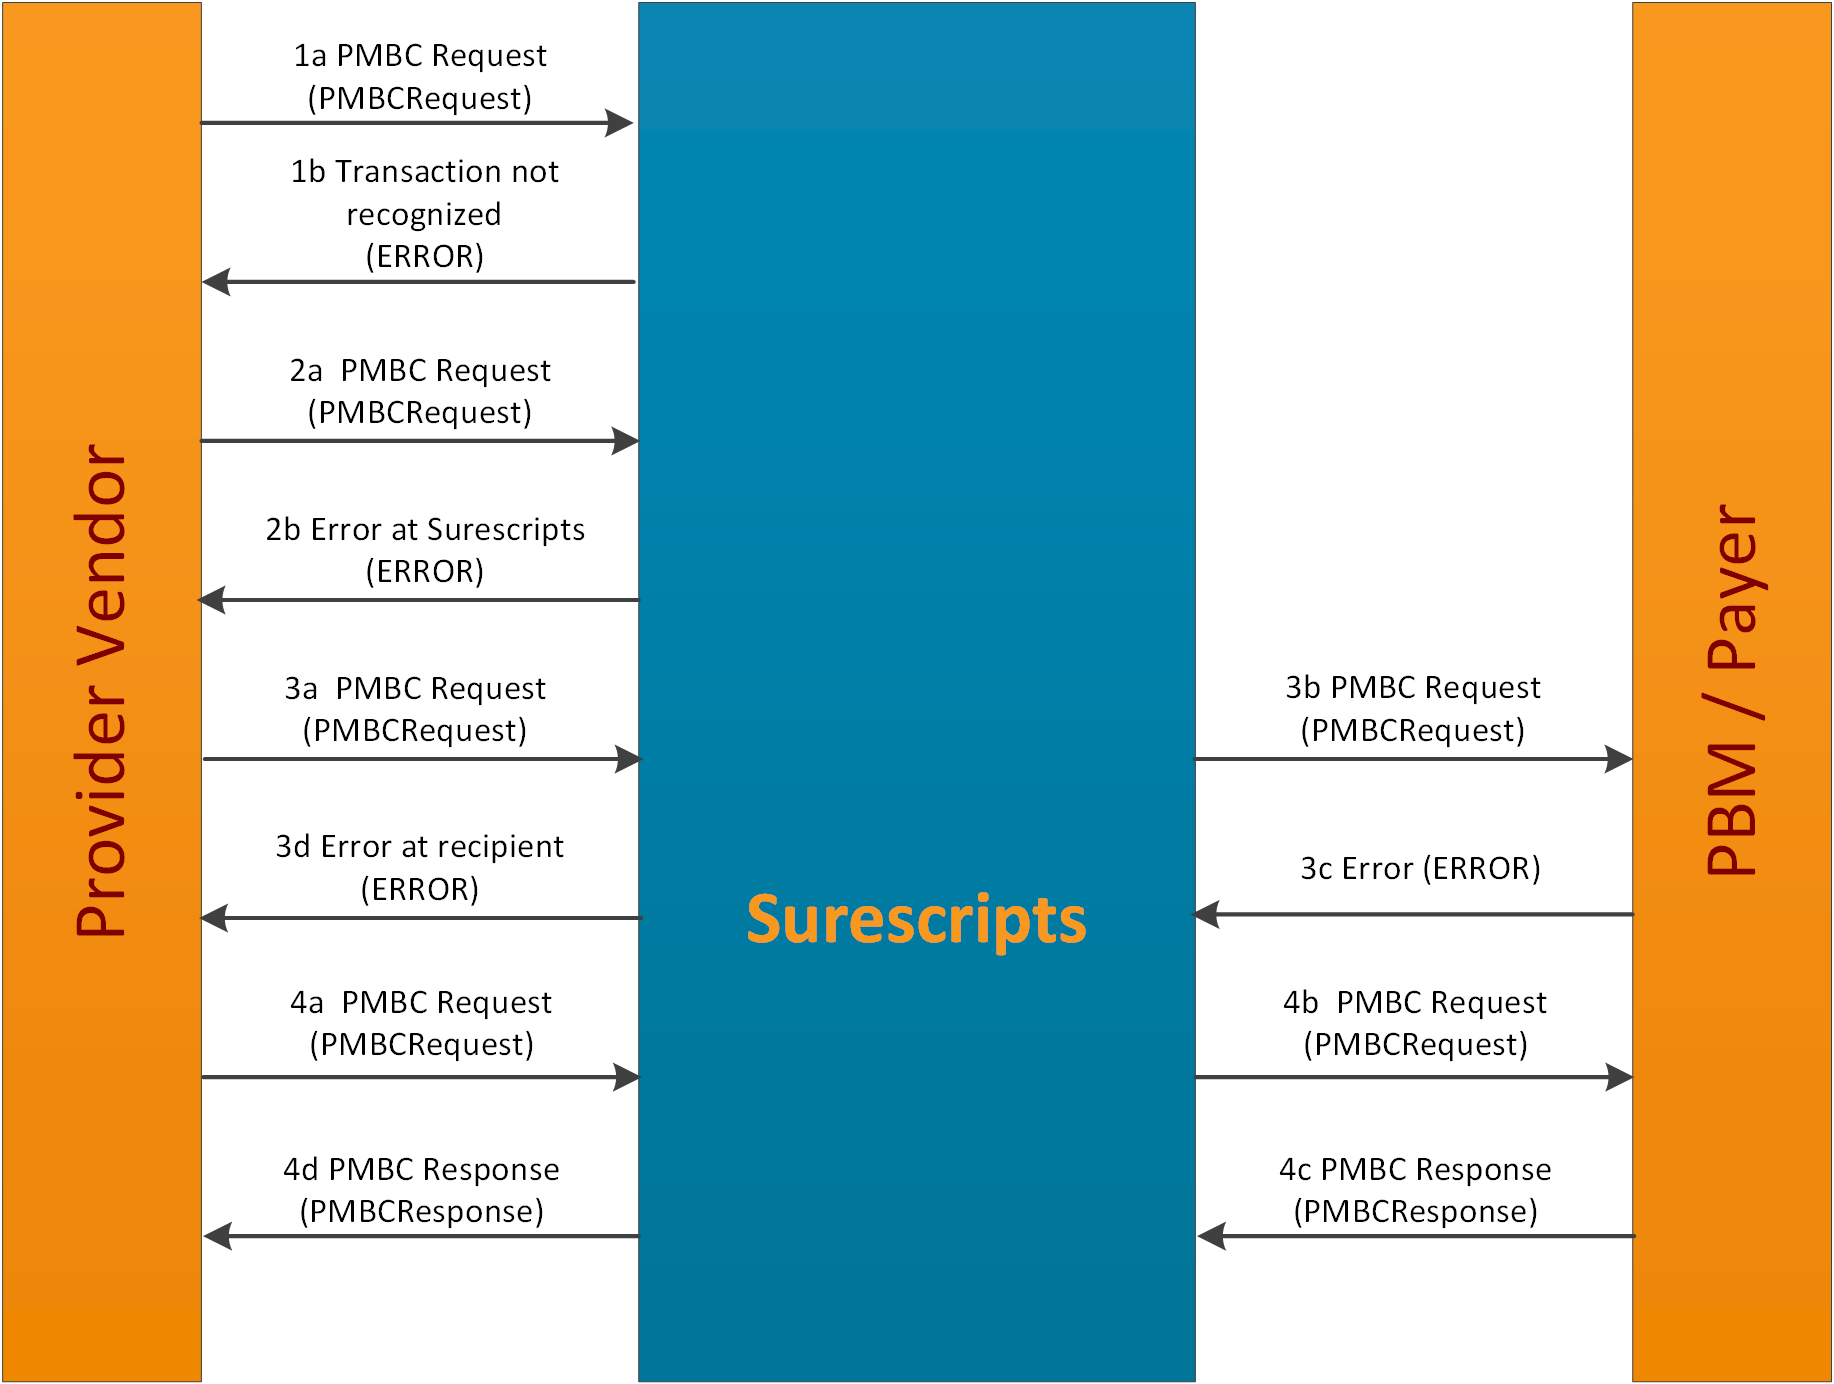 1a PMBC Request
(PMBCRequest)
1b Transaction not
recognized
(ERROR)
2a  PMBC Request
(PMBCRequest)
2b Error at Surescripts
(ERROR)
3a  PMBC Request
(PMBCRequest)
3b PMBC Request
(PMBCRequest)
3d Error at recipient
(ERROR)
3c Error (ERROR)
4a  PMBC Request
(PMBCRequest)
4b  PMBC Request
(PMBCRequest)
4d PMBC Response
(PMBCResponse)
4c PMBC Response
(PMBCResponse)
Provider Vendor
Surescripts
PBM / Payer